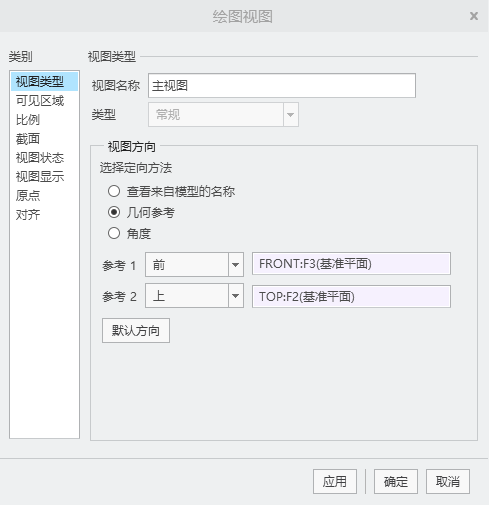 绘图视图
类别
视图类型
可见区域
比例
截面
视图状态
视图显示
原点
对齐
视图类型
视图名称 主视图
类型 常规
视图方向
选择定向方法
查看来自模型的名称
几何参考
角度
参考 1 前 FRONT:F3(基准平面)
参考 2 上 TOP:F2(基准平面)
默认方向
应用 确定 取消